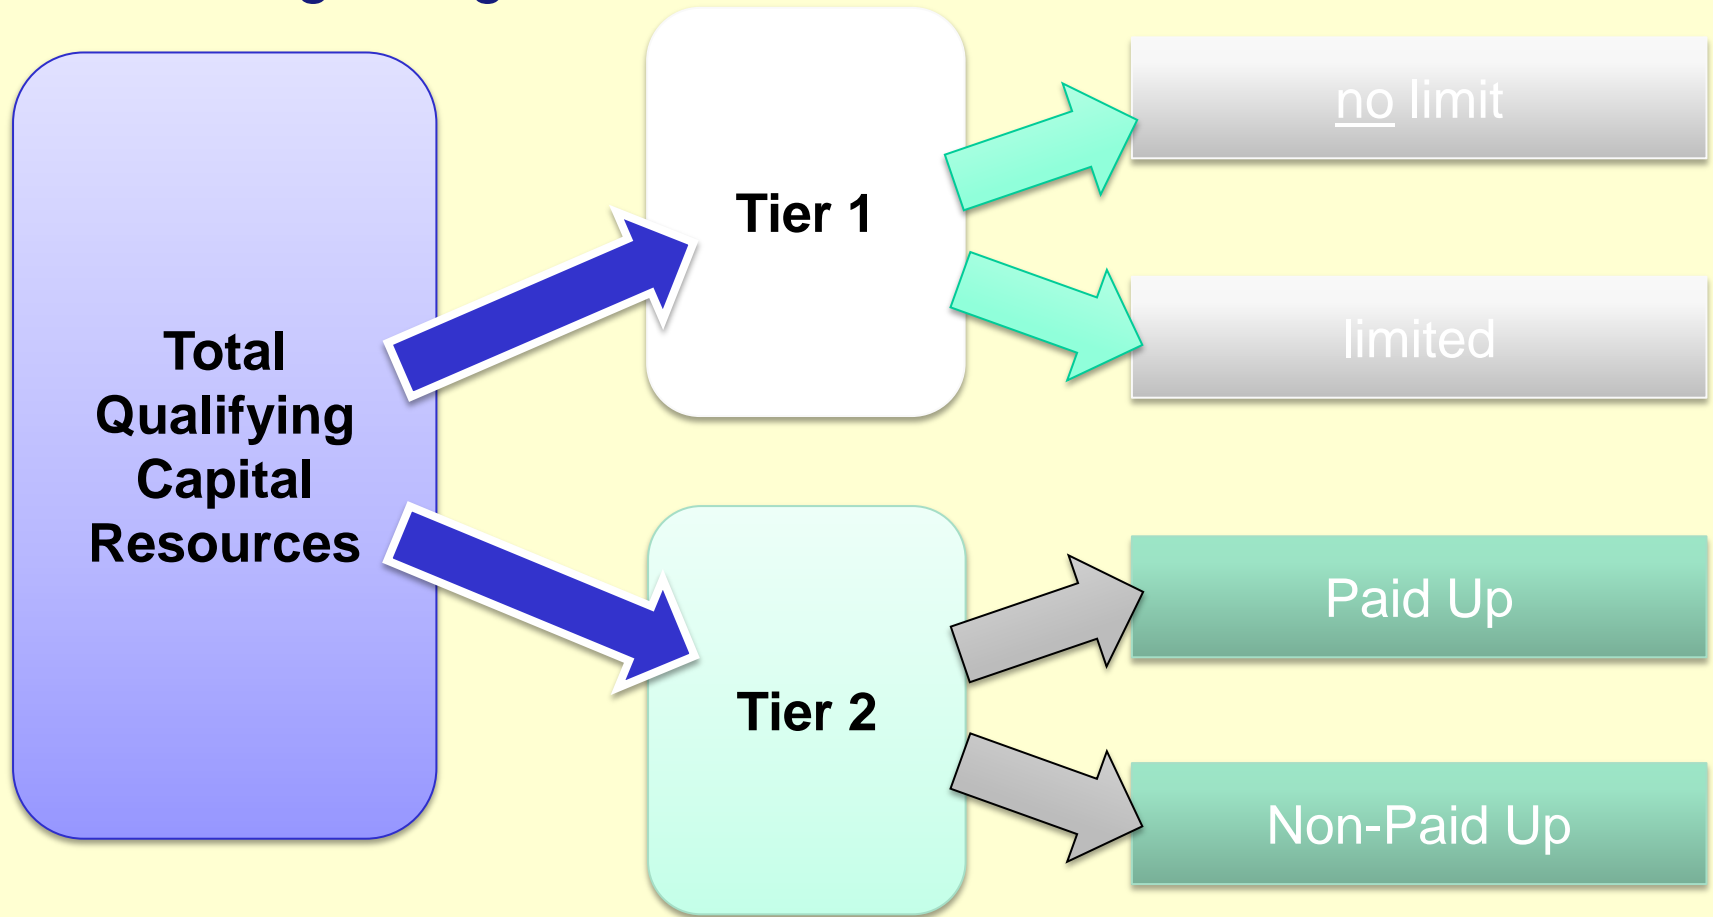 Total
Qualifying
Capital
Resources
Tier 1
no limit
limited
Tier 2
Paid Up
Non-Paid Up